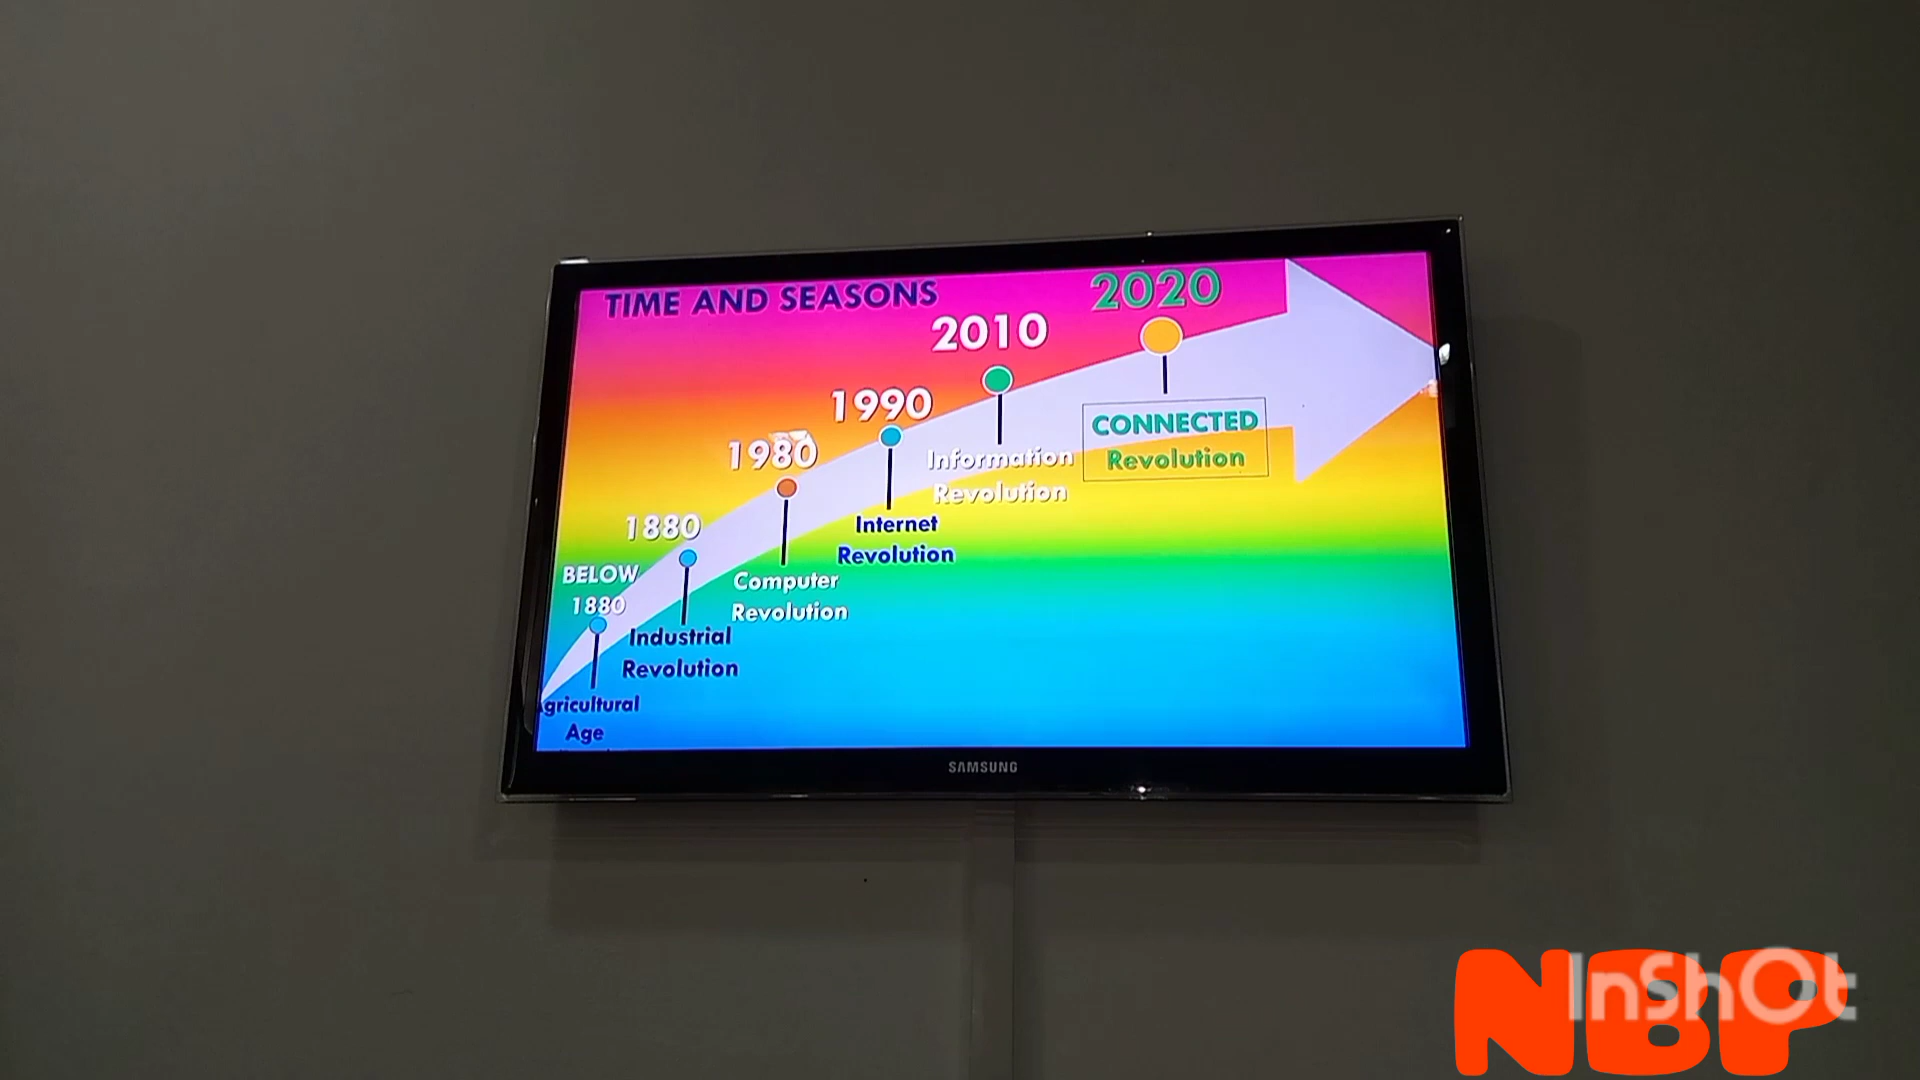 TIME AND SEASONS
2020
2010
1990
1980
1880
BELOW
1880
CONNECTED
Revolution
Information
Revolution
Internet
Revolution
Computer
Revolution
Industrial
Revolution
Agricultural
Age
SAMSUNG
NBP
InShOt